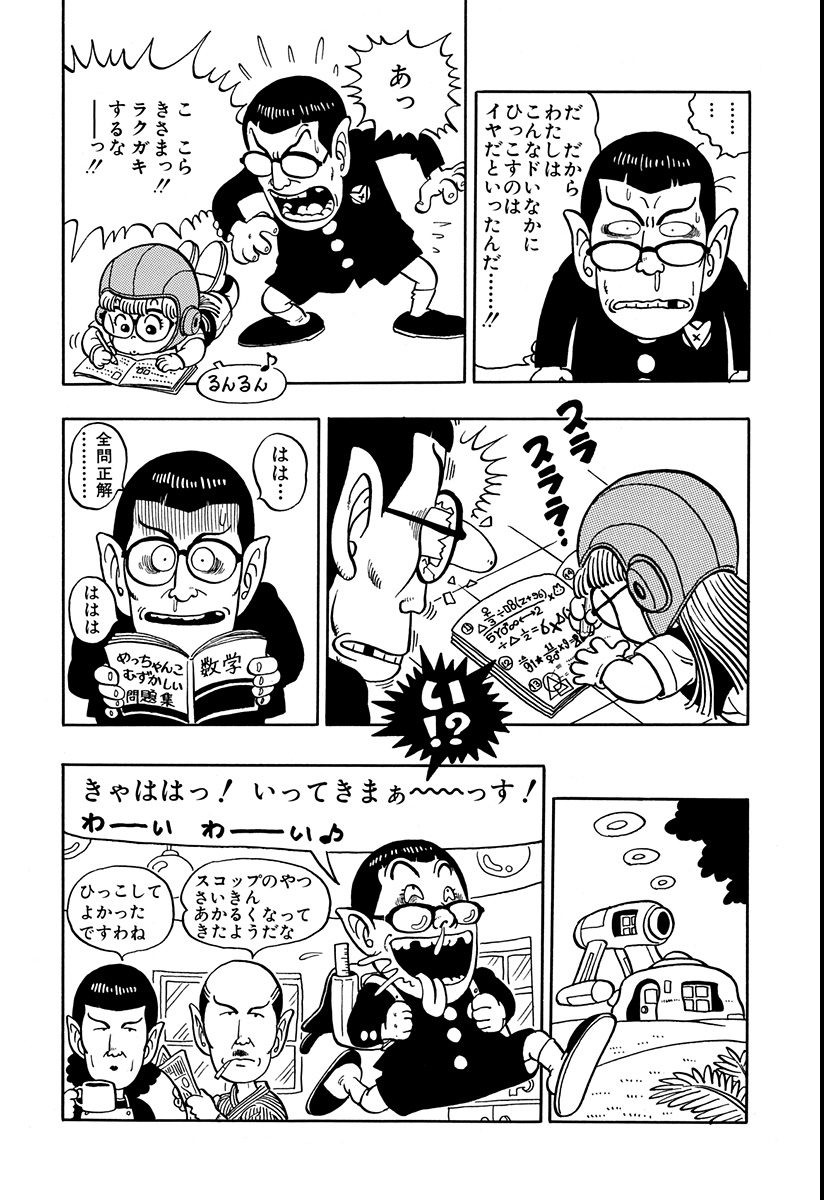 ……
だ だから
わたしは
こんなドいなかに
ひっこすのは
イヤだといったんだ……!!
あっ
こ こら
きさまっ!!
ラクガキ
するな
――っ!!
るんるん♪
スラ
スララ…
い!?
はは…
全問正解
…………
ははは
めっちゃんこ
むずかしい
問題集
数学
きゃははっ! いってきまぁ〜〜〜〜っす!
わーい わーい♪
スコップのやつ
さいきん
あかるくなって
きたようだな
ひっこして
よかった
ですわね